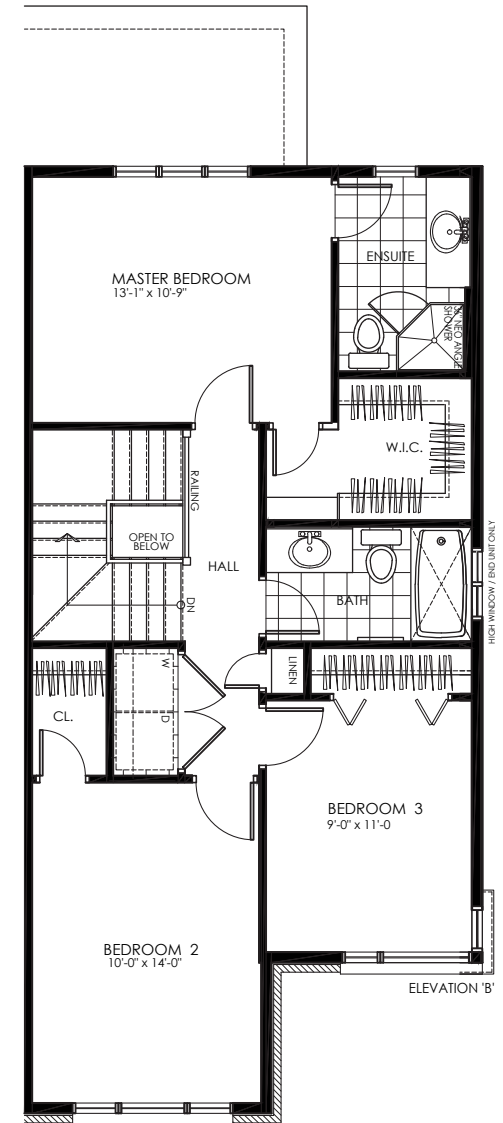 ENSUITE
MASTER BEDROOM
13'-1" x 10'-9"
36" NEO ANGLE
SHOWER
W.I.C.
RAILING
OPEN TO
BELOW
HIGH WINDOW / END UNIT ONLY
HALL
DN
BATH
LINEN
W
D
CL.
BEDROOM 3
9'-0" x 11'-0
BEDROOM 2
10'-0" x 14'-0"
ELEVATION 'B'